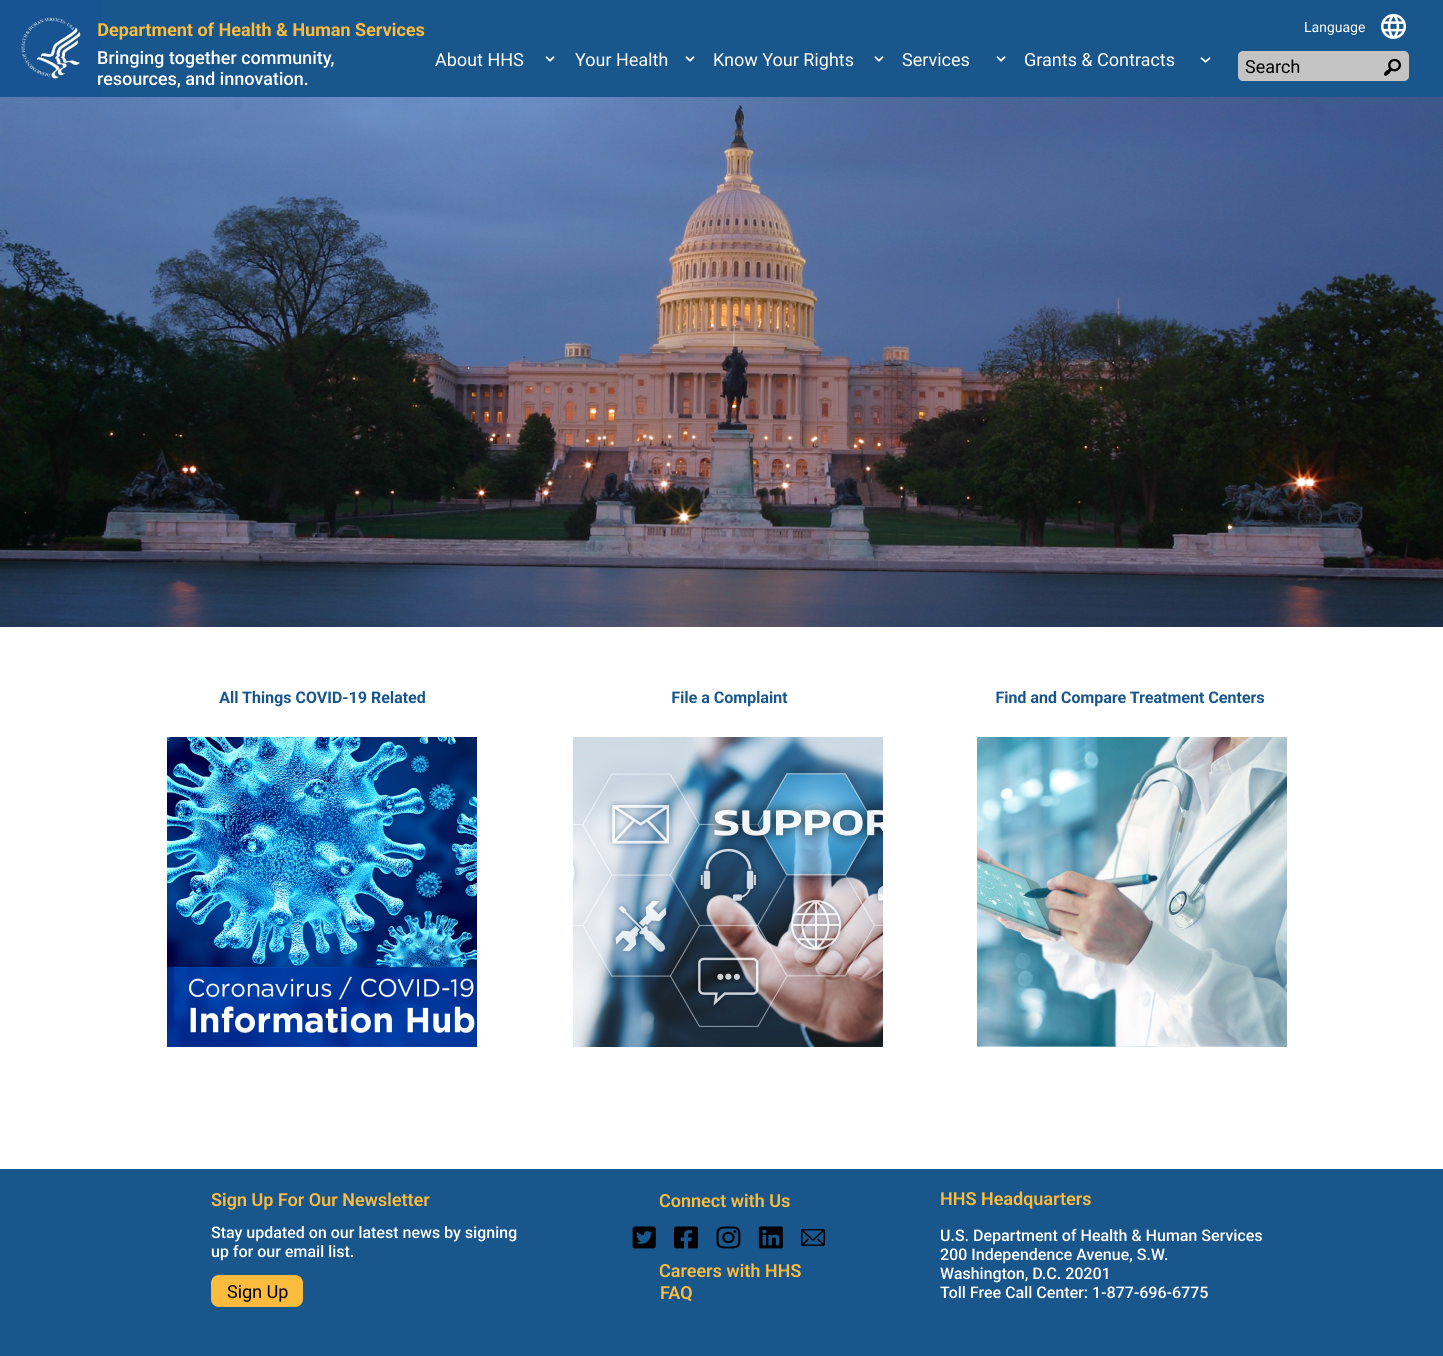 Department of Health & Human Services
Bringing together community,
resources, and innovation.
About HHS
Your Health
Know Your Rights
Services
Grants & Contracts
Language
Search
All Things COVID-19 Related
File a Complaint
Find and Compare Treatment Centers
Coronavirus / COVID-19
Information Hub
SUPPOR
Sign Up For Our Newsletter
Stay updated on our latest news by signing
up for our email list.
Sign Up
Connect with Us
Careers with HHS
FAQ
HHS Headquarters
U.S. Department of Health & Human Services
200 Independence Avenue, S.W.
Washington, D.C. 20201
Toll Free Call Center: 1-877-696-6775